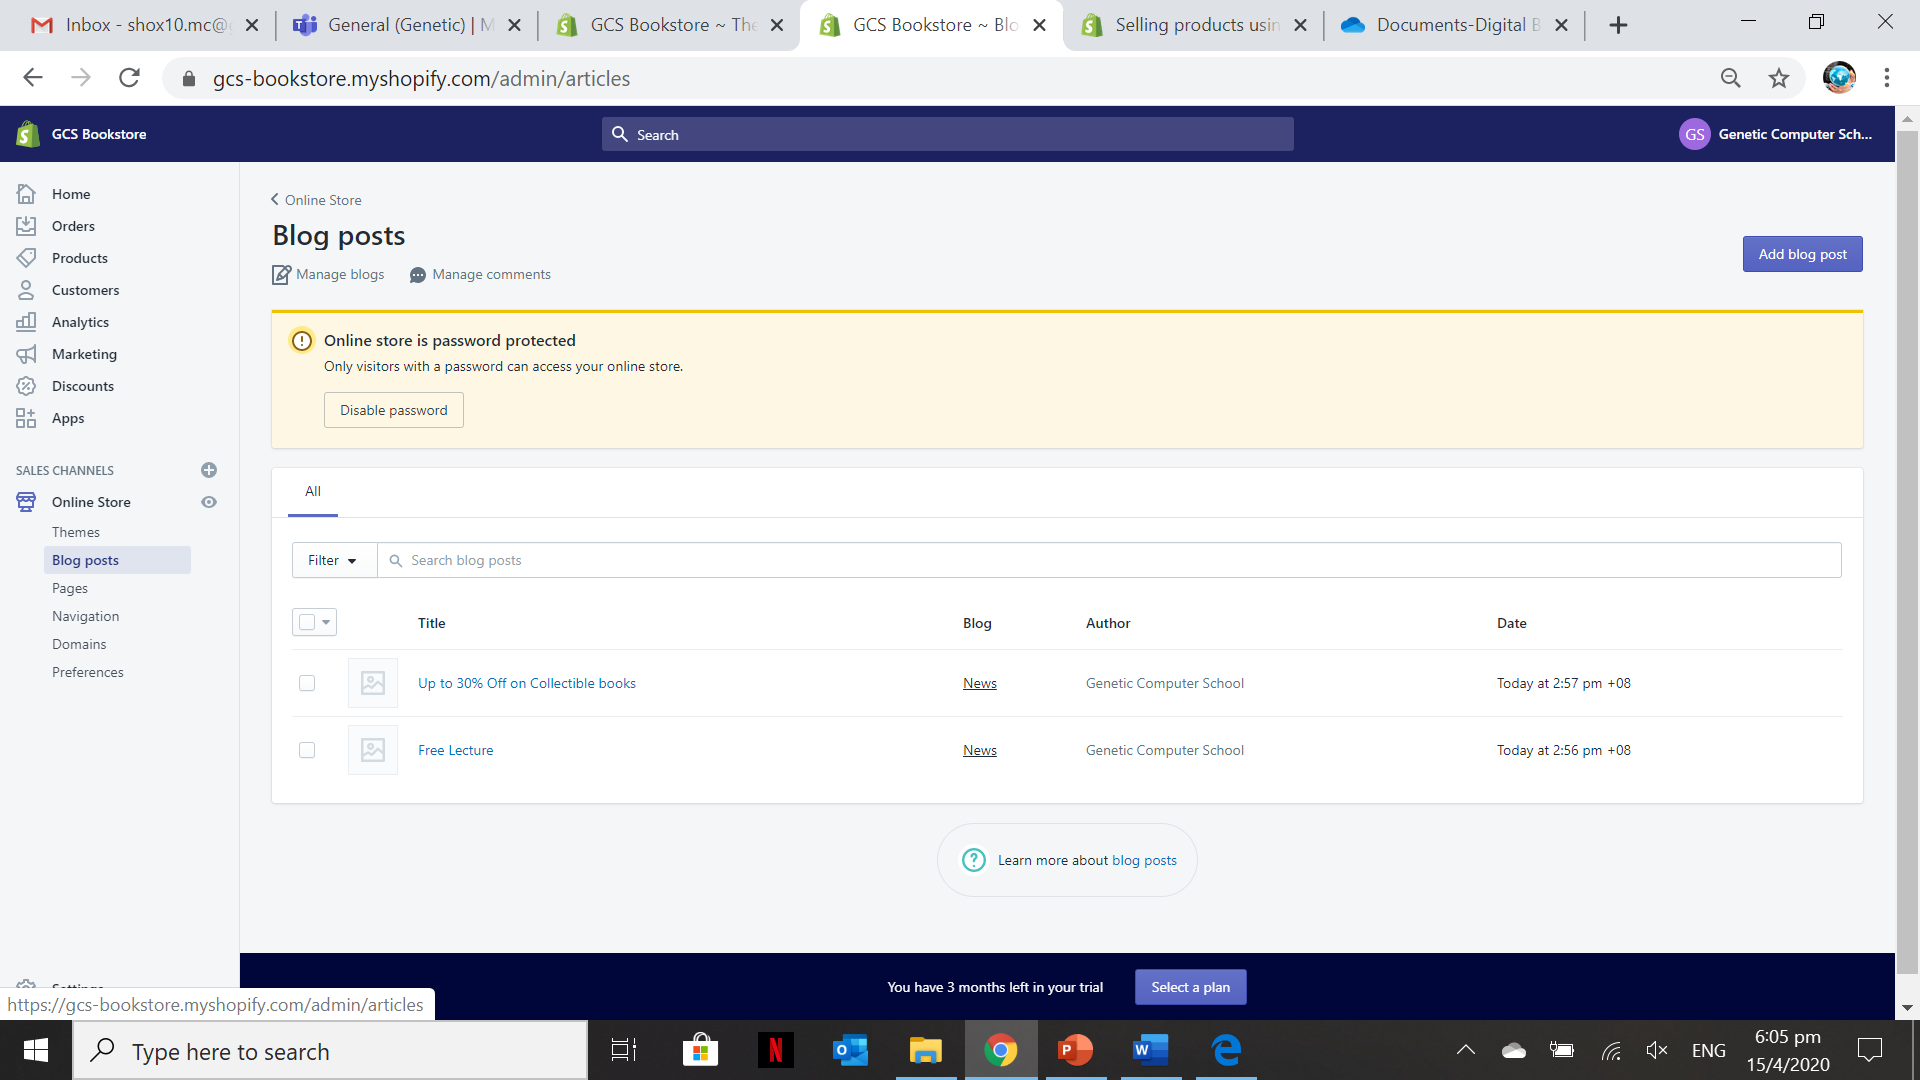 Inbox - shox10.mc@g
General (Genetic) | M
GCS Bookstore ~ The
GCS Bookstore ~ Blo
Selling products usin
Documents-Digital B
gcs-bookstore.myshopify.com/admin/articles
GCS Bookstore
Search
GS
Genetic Computer Sch...
Home
Orders
Products
Customers
Analytics
Marketing
Discounts
Apps
SALES CHANNELS
Online Store
Themes
Blog posts
Pages
Navigation
Domains
Preferences
Settings
Online Store
Blog posts
Manage blogs
Manage comments
Add blog post
Online store is password protected
Only visitors with a password can access your online store.
Disable password
All
Filter
Search blog posts
Title Blog Author Date
Up to 30% Off on Collectible books News Genetic Computer School Today at 2:57 pm +08
Free Lecture News Genetic Computer School Today at 2:56 pm +08
Learn more about blog posts
You have 3 months left in your trial
Select a plan
https://gcs-bookstore.myshopify.com/admin/articles
Type here to search
ENG
6:05 pm
15/4/2020